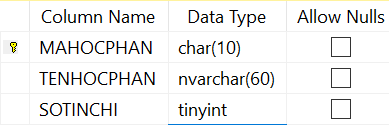 Column Name Data Type Allow Nulls
MAHOCPHAN char(10)
TENHOCPHAN nvarchar(60)
SOTINCHI tinyint